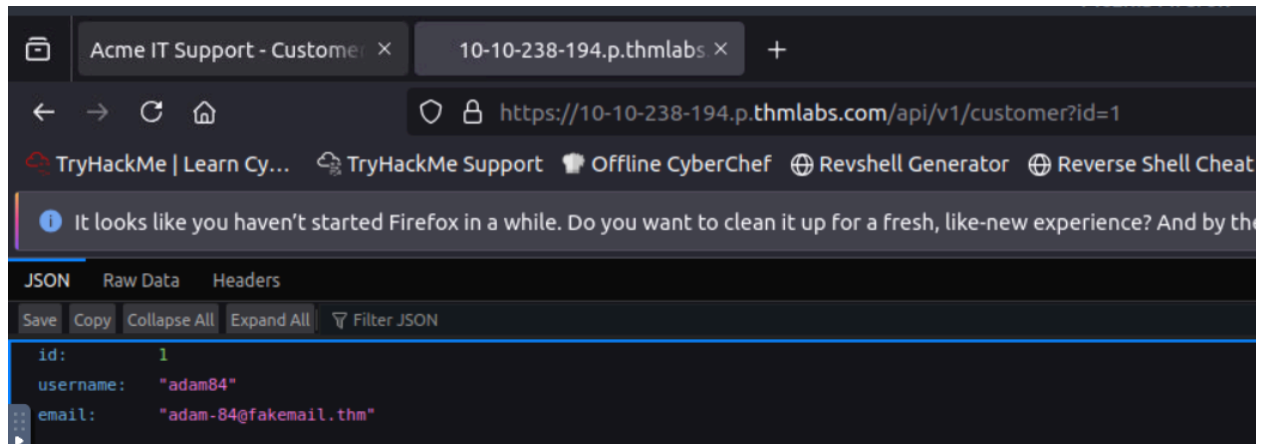 Acme IT Support - Custome
10-10-238-194.p.thmlabs
https://10-10-238-194.p.thmlabs.com/api/v1/customer?id=1
TryHackMe | Learn Cy... TryHackMe Support Offline CyberChef Revshell Generator Reverse Shell Cheat
It looks like you haven't started Firefox in a while. Do you want to clean it up for a fresh, like-new experience? And by the
JSON Raw Data Headers
Save Copy Collapse All Expand All Filter JSON
id: 1
username: "adam84"
email: "adam-84@fakemail.thm"